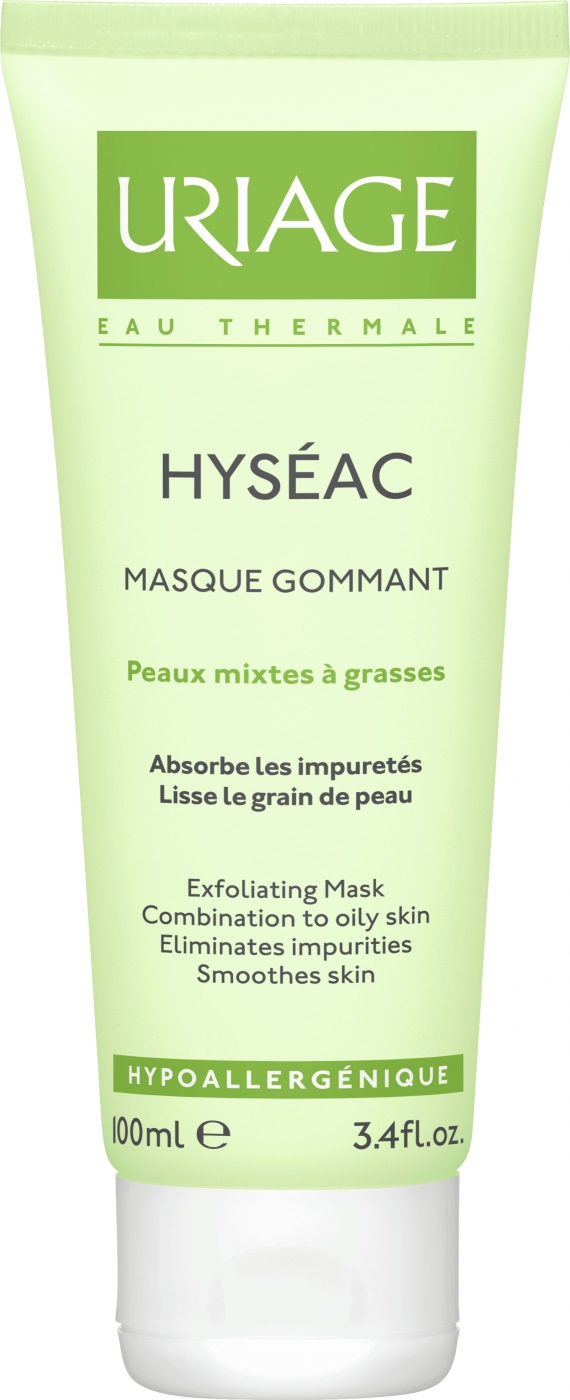 URIAGE
EAU THERMALE
HYSÉAC
MASQUE GOMMANT
Peaux mixtes à grasses
Absorbe les impuretés
Lisse le grain de peau
Exfoliating Mask
Combination to oily skin
Eliminates impurities
Smoothes skin
HYPOALLERGÉNIQUE
100ml ℮ 3.4fl.oz.